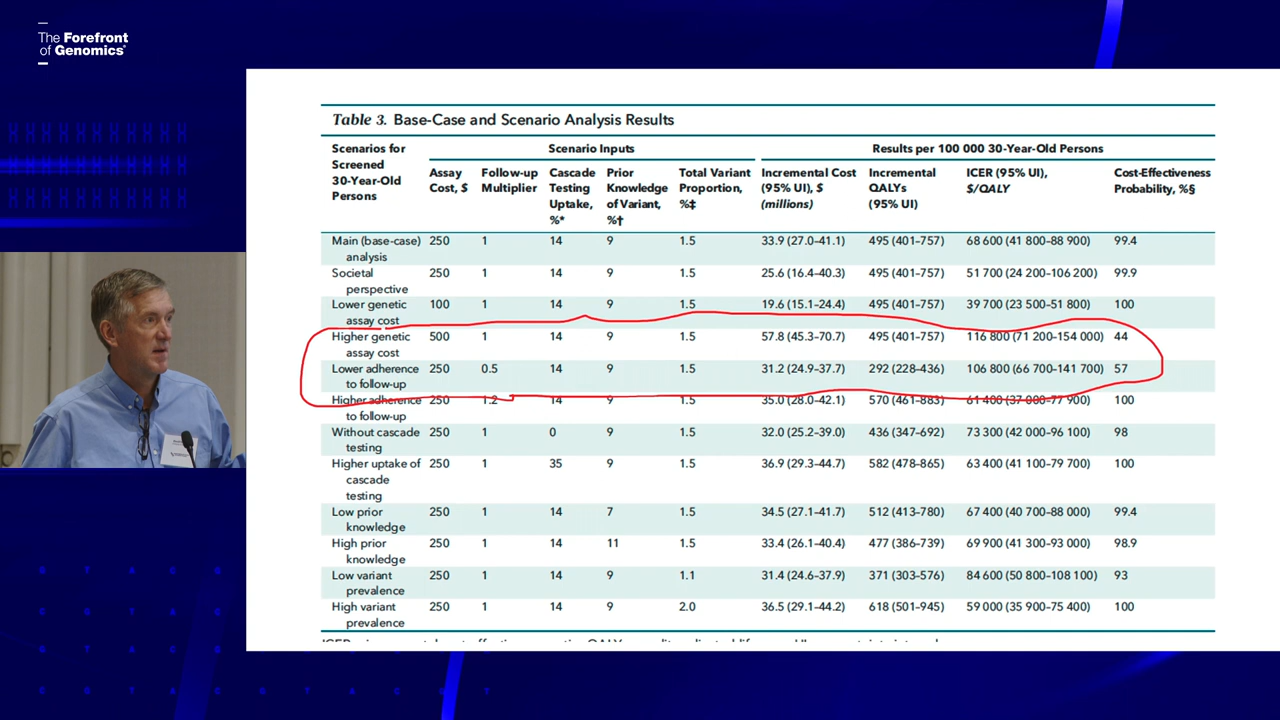 The Forefront
of Genomics®
Table 3. Base-Case and Scenario Analysis Results
Scenarios for Screened 30-Year-Old Persons
Scenario Inputs
Results per 100 000 30-Year-Old Persons
Assay Cost, $
Follow-up Multiplier
Cascade Testing Uptake, %*
Prior Knowledge of Variant, %†
Total Variant Proportion, %‡
Incremental Cost (95% UI), $ (millions)
Incremental QALYs (95% UI)
ICER (95% UI), $/QALY
Cost-Effectiveness Probability, %§
Main (base-case) analysis 250 1 14 9 1.5 33.9 (27.0–41.1) 495 (401–757) 68 600 (41 800–88 900) 99.4
Societal perspective 250 1 14 9 1.5 25.6 (16.4–40.3) 495 (401–757) 51 700 (24 200–106 200) 99.9
Lower genetic assay cost 100 1 14 9 1.5 19.6 (15.1–24.4) 495 (401–757) 39 700 (23 500–51 800) 100
Higher genetic assay cost 500 1 14 9 1.5 57.8 (45.3–70.7) 495 (401–757) 116 800 (71 200–154 000) 44
Lower adherence to follow-up 250 0.5 14 9 1.5 31.2 (24.9–37.7) 292 (228–436) 106 800 (66 700–141 700) 57
Higher adherence to follow-up 250 1.2 14 9 1.5 35.0 (28.0–42.1) 570 (461–883) 61 400 (37 000–77 900) 100
Without cascade testing 250 1 0 9 1.5 32.0 (25.2–39.0) 436 (347–692) 73 300 (42 000–96 100) 98
Higher uptake of cascade testing 250 1 35 9 1.5 36.9 (29.3–44.7) 582 (478–865) 63 400 (41 100–79 700) 100
Low prior knowledge 250 1 14 7 1.5 34.5 (27.1–41.7) 512 (413–780) 67 400 (40 700–88 000) 99.4
High prior knowledge 250 1 14 11 1.5 33.4 (26.1–40.4) 477 (386–739) 69 900 (41 300–93 000) 98.9
Low variant prevalence 250 1 14 9 1.1 31.4 (24.6–37.9) 371 (303–576) 84 600 (50 800–108 100) 93
High variant prevalence 250 1 14 9 2.0 36.5 (29.1–44.2) 618 (501–945) 59 000 (35 900–75 400) 100